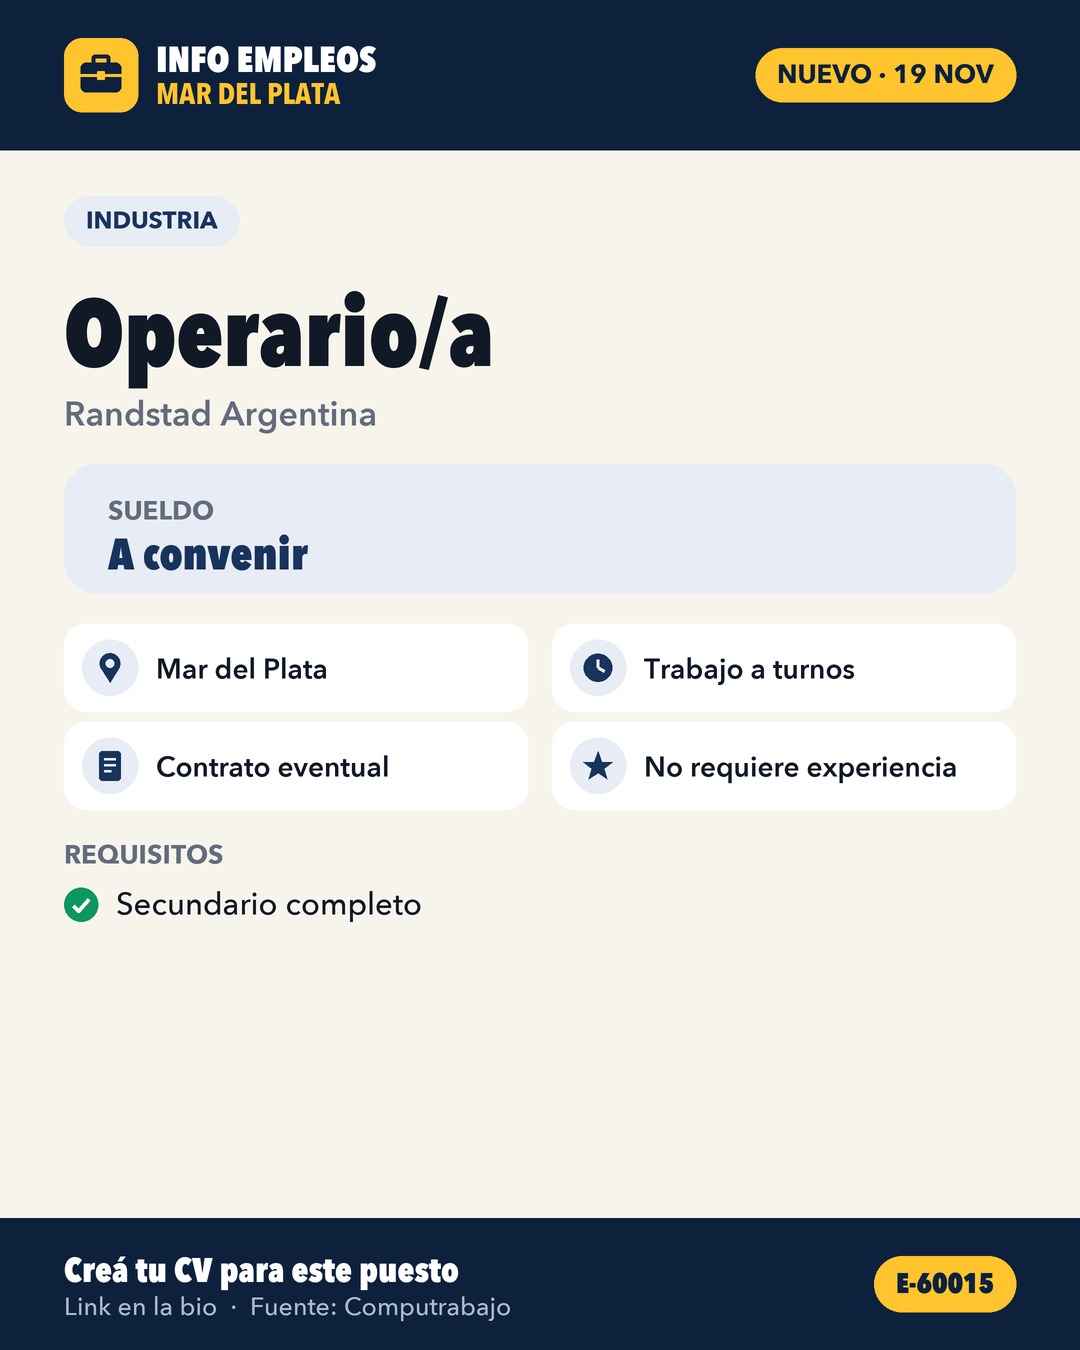 INFO EMPLEOS
MAR DEL PLATA
NUEVO · 19 NOV
INDUSTRIA
Operario/a
Randstad Argentina
SUELDO
A convenir
Mar del Plata
Trabajo a turnos
Contrato eventual
No requiere experiencia
REQUISITOS
Secundario completo
Creá tu CV para este puesto
Link en la bio · Fuente: Computrabajo
E-60015